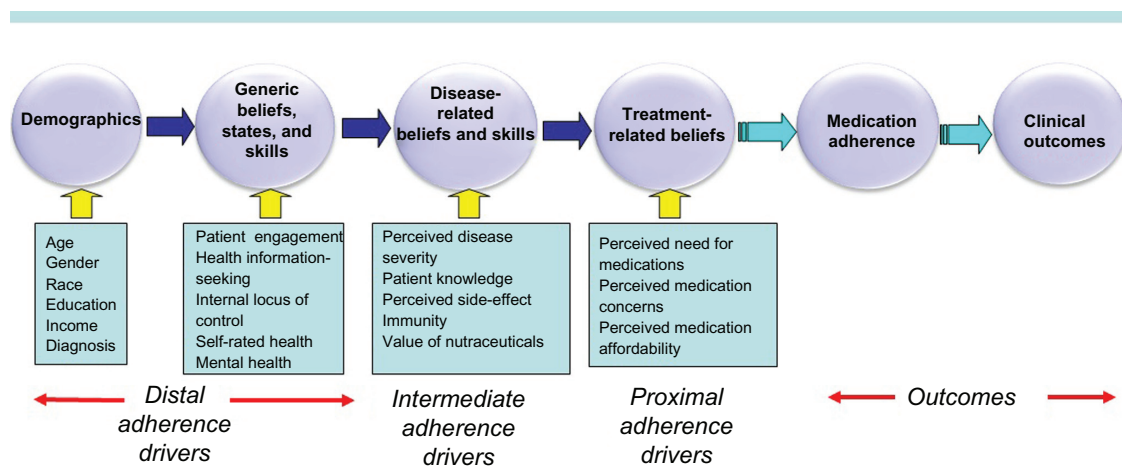 Demographics
Generic
beliefs,
states, and
skills
Disease-
related
beliefs and skills
Treatment-
related beliefs
Medication
adherence
Clinical
outcomes
Age
Gender
Race
Education
Income
Diagnosis
Patient engagement
Health information-
seeking
Internal locus of
control
Self-rated health
Mental health
Perceived disease
severity
Patient knowledge
Perceived side-effect
Immunity
Value of nutraceuticals
Perceived need for
medications
Perceived medication
concerns
Perceived medication
affordability
Distal
adherence
drivers
Intermediate
adherence
drivers
Proximal
adherence
drivers
Outcomes